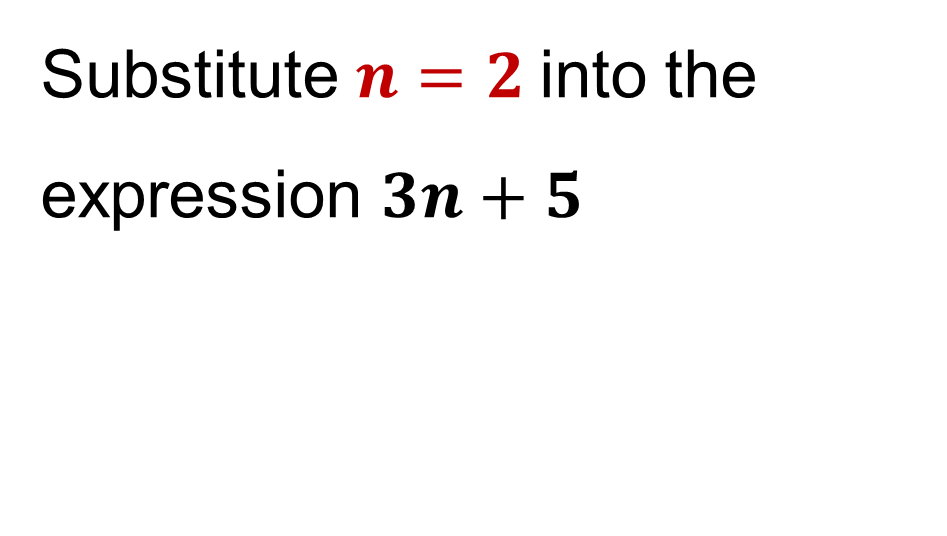 Substitute n = 2 into the
expression 3n + 5